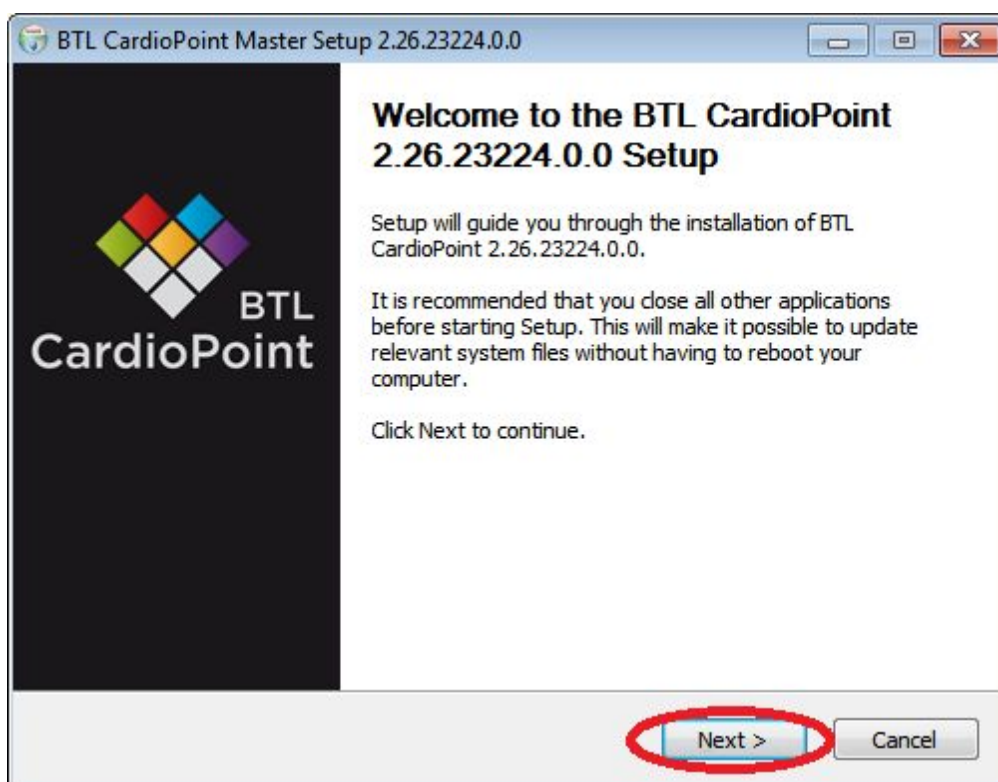 BTL CardioPoint Master Setup 2.26.23224.0.0
BTL
CardioPoint
Welcome to the BTL CardioPoint
2.26.23224.0.0 Setup
Setup will guide you through the installation of BTL
CardioPoint 2.26.23224.0.0.
It is recommended that you close all other applications
before starting Setup. This will make it possible to update
relevant system files without having to reboot your
computer.
Click Next to continue.
Next >
Cancel